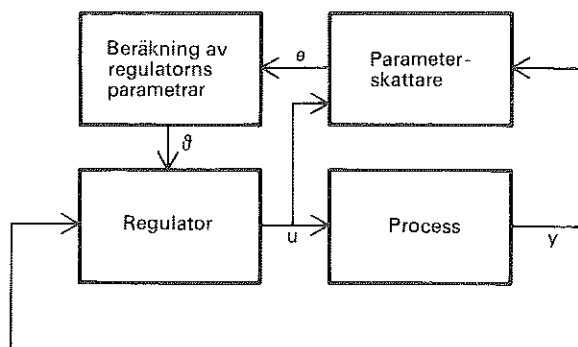 Beräkning av
regulatorns
parametrar
θ
Parameter-
skattare
ϑ
Regulator
u
Process
y